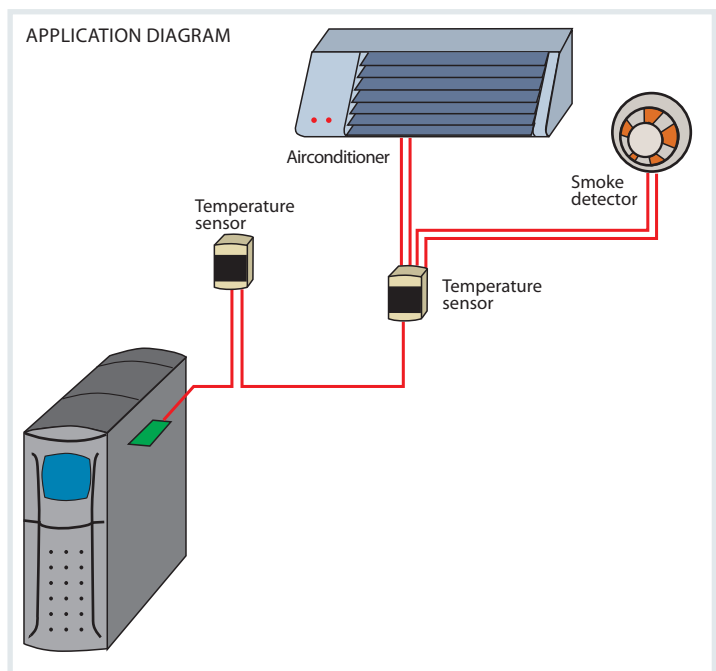 APPLICATION DIAGRAM
Airconditioner
Smoke
detector
Temperature
sensor
Temperature
sensor